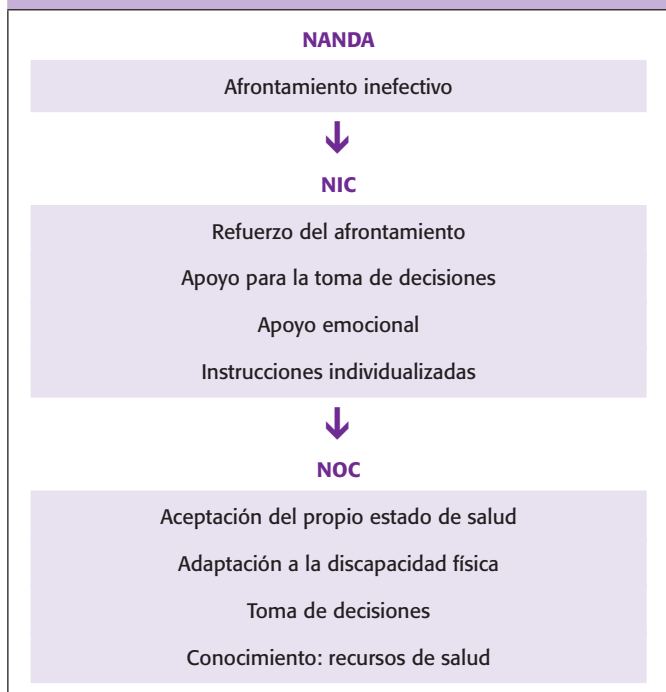 NANDA
Afrontamiento inefectivo
NIC
Refuerzo del afrontamiento
Apoyo para la toma de decisiones
Apoyo emocional
Instrucciones individualizadas
NOC
Aceptación del propio estado de salud
Adaptación a la discapacidad física
Toma de decisiones
Conocimiento: recursos de salud